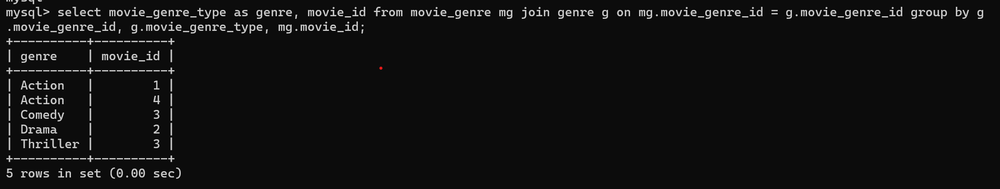 mysql>
mysql> select movie_genre_type as genre, movie_id from movie_genre mg join genre g on mg.movie_genre_id = g.movie_genre_id group by g
.movie_genre_id, g.movie_genre_type, mg.movie_id;
+----------+----------+
| genre    | movie_id |
+----------+----------+
| Action   |        1 |
| Action   |        4 |
| Comedy   |        3 |
| Drama    |        2 |
| Thriller |        3 |
+----------+----------+
5 rows in set (0.00 sec)